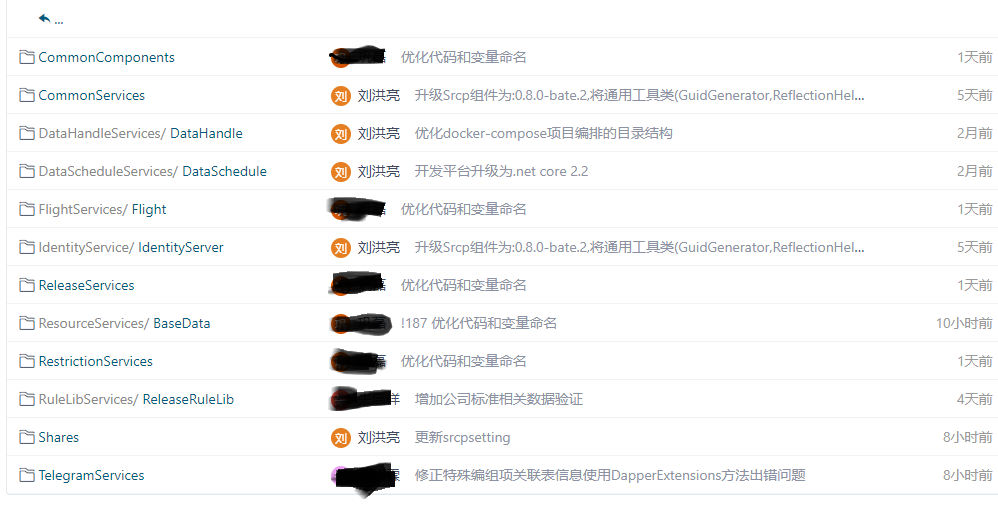 ...
CommonComponents 优化代码和变量命名 1天前
CommonServices 刘 刘洪亮 升级Srcp组件为:0.8.0-bate.2,将通用工具类(GuidGenerator,ReflectionHel... 5天前
DataHandleServices/ DataHandle 刘 刘洪亮 优化docker-compose项目编排的目录结构 2月前
DataScheduleServices/ DataSchedule 刘 刘洪亮 开发平台升级为.net core 2.2 2月前
FlightServices/ Flight 优化代码和变量命名 1天前
IdentityService/ IdentityServer 刘 刘洪亮 升级Srcp组件为:0.8.0-bate.2,将通用工具类(GuidGenerator,ReflectionHel... 5天前
ReleaseServices 优化代码和变量命名 1天前
ResourceServices/ BaseData !187 优化代码和变量命名 10小时前
RestrictionServices 优化代码和变量命名 1天前
RuleLibServices/ ReleaseRuleLib 增加公司标准相关数据验证 4天前
Shares 刘 刘洪亮 更新srcpsetting 8小时前
TelegramServices 修正特殊编组项关联表信息使用DapperExtensions方法出错问题 8小时前